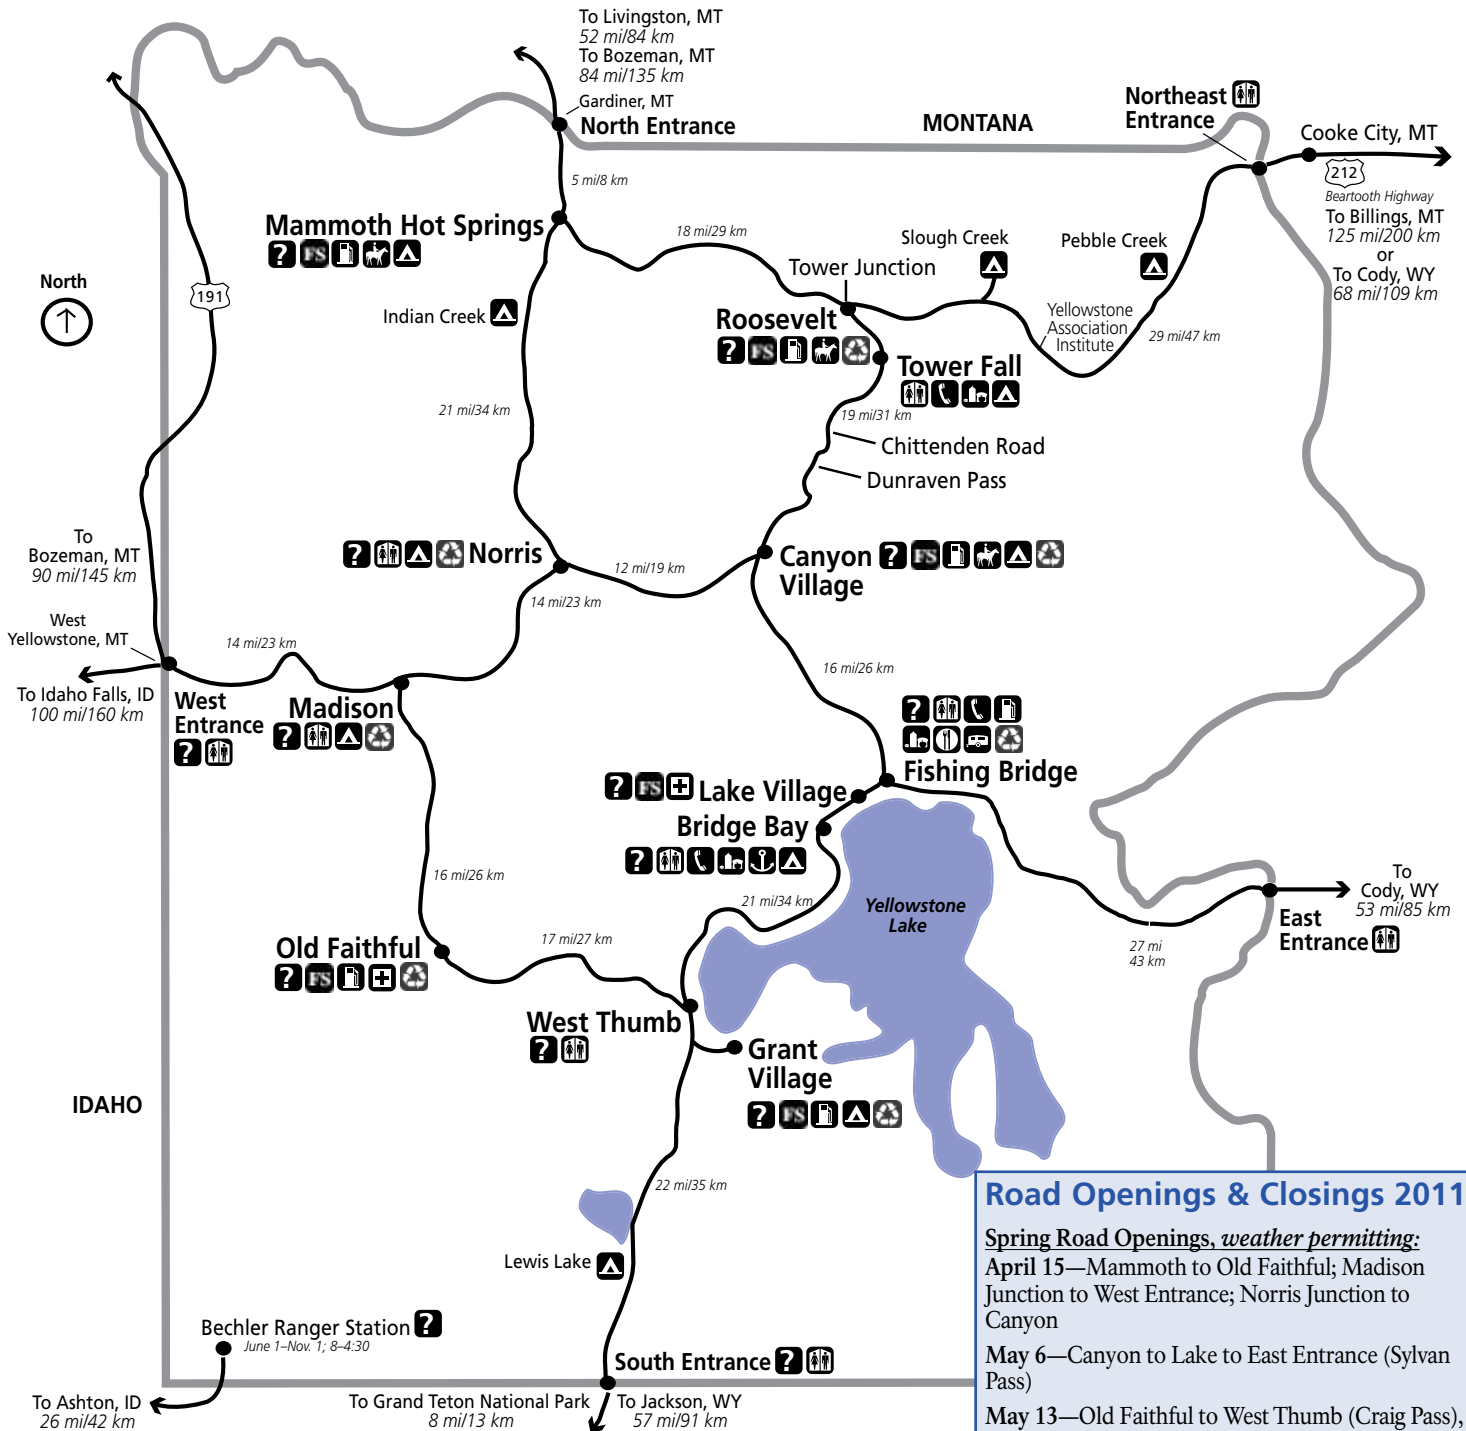 To Livingston, MT
52 mi/84 km
To Bozeman, MT
84 mi/135 km
Gardiner, MT
North Entrance
MONTANA
Northeast
Entrance
Cooke City, MT
212
Beartooth Highway
To Billings, MT
125 mi/200 km
or
To Cody, WY
68 mi/109 km
5 mi/8 km
Mammoth Hot Springs
? FS
18 mi/29 km
Slough Creek
Pebble Creek
Tower Junction
North
191
Indian Creek
Roosevelt
? FS
Yellowstone
Association
Institute
29 mi/47 km
Tower Fall
21 mi/34 km
19 mi/31 km
Chittenden Road
Dunraven Pass
To
Bozeman, MT
90 mi/145 km
? Norris
12 mi/19 km
Canyon ? FS
Village
14 mi/23 km
West
Yellowstone, MT
14 mi/23 km
16 mi/26 km
To Idaho Falls, ID
100 mi/160 km
West
Entrance
?
Madison
?
?
Fishing Bridge
? FS Lake Village
Bridge Bay
?
16 mi/26 km
21 mi/34 km
Yellowstone
Lake
To
Cody, WY
53 mi/85 km
East
Entrance
27 mi
43 km
Old Faithful
? FS
17 mi/27 km
West Thumb
?
Grant
Village
? FS
IDAHO
22 mi/35 km
Lewis Lake
Bechler Ranger Station ?
June 1–Nov. 1; 8–4:30
South Entrance ?
To Ashton, ID
26 mi/42 km
To Grand Teton National Park
8 mi/13 km
To Jackson, WY
57 mi/91 km
Road Openings & Closings 2011
Spring Road Openings, weather permitting:
April 15—Mammoth to Old Faithful; Madison
Junction to West Entrance; Norris Junction to
Canyon
May 6—Canyon to Lake to East Entrance (Sylvan
Pass)
May 13—Old Faithful to West Thumb (Craig Pass),